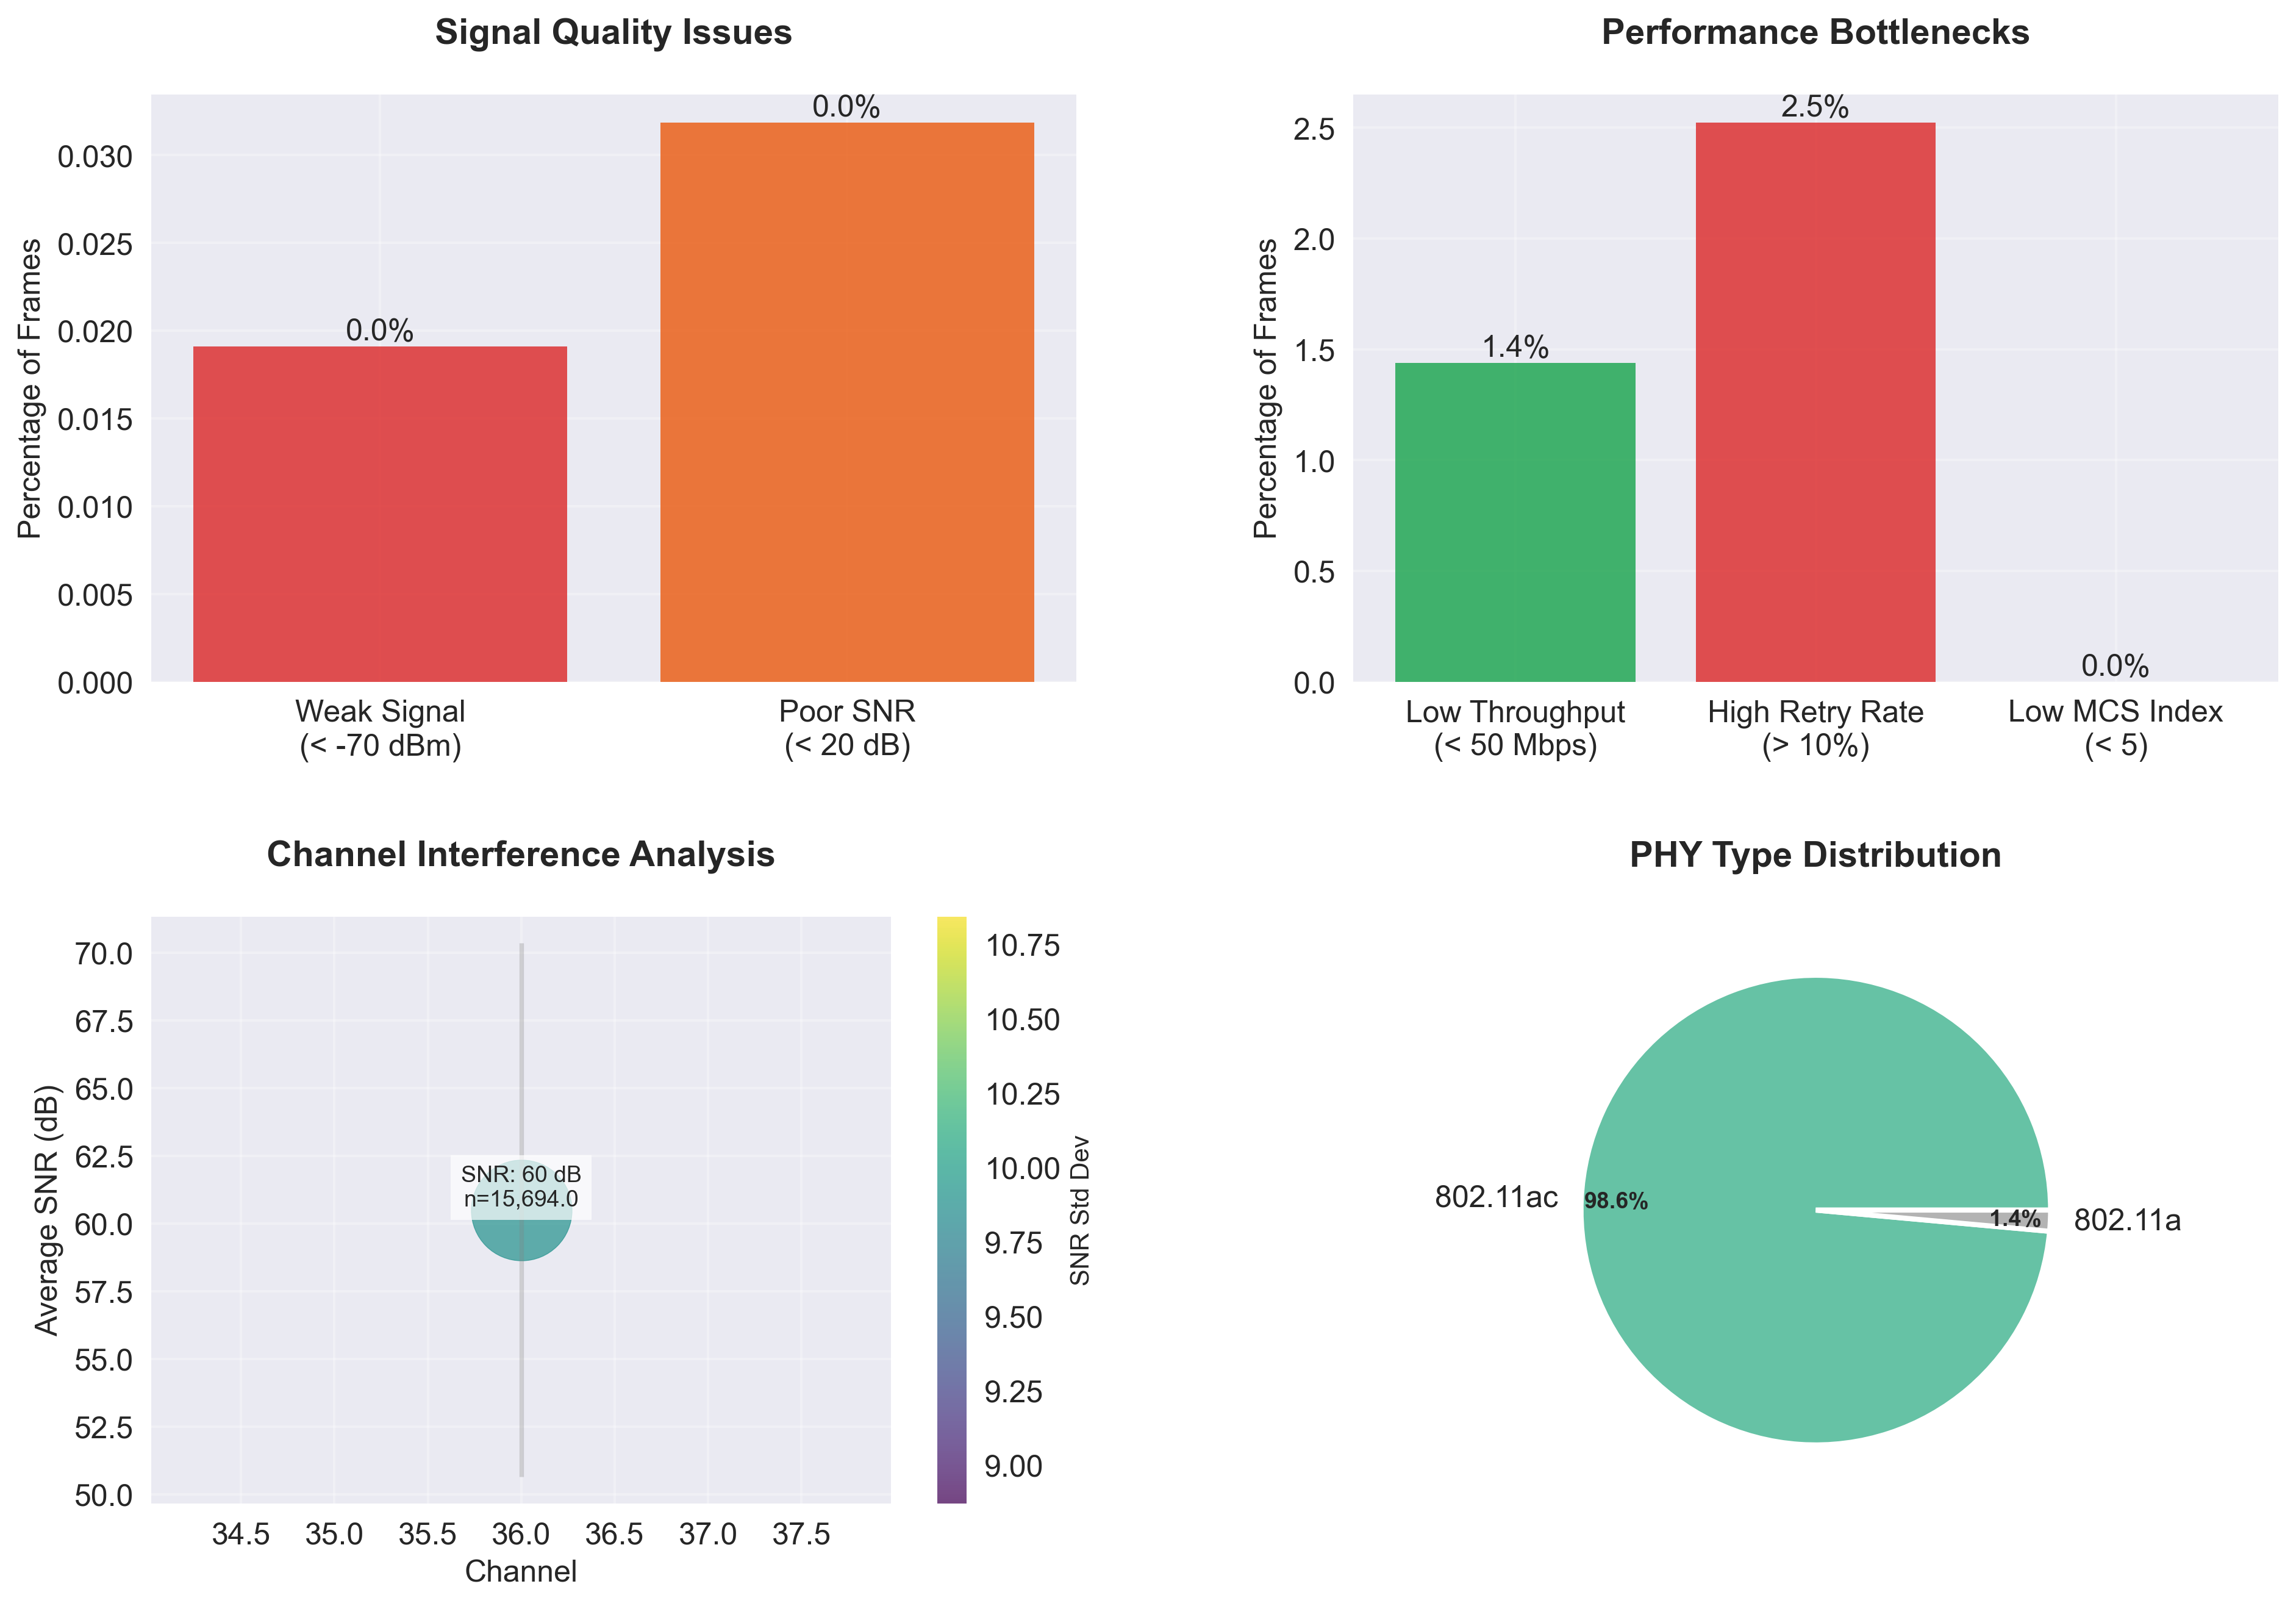 Signal Quality Issues
Percentage of Frames
0.030
0.025
0.020
0.015
0.010
0.005
0.000
0.0%
0.0%
Weak Signal
(< -70 dBm)
Poor SNR
(< 20 dB)
Performance Bottlenecks
Percentage of Frames
2.5
2.0
1.5
1.0
0.5
0.0
1.4%
2.5%
0.0%
Low Throughput
(< 50 Mbps)
High Retry Rate
(> 10%)
Low MCS Index
(< 5)
Channel Interference Analysis
Average SNR (dB)
70.0
67.5
65.0
62.5
60.0
57.5
55.0
52.5
50.0
SNR: 60 dB
n=15,694.0
34.5 35.0 35.5 36.0 36.5 37.0 37.5
Channel
10.75
10.50
10.25
10.00
9.75
9.50
9.25
9.00
SNR Std Dev
PHY Type Distribution
802.11ac
98.6%
1.4%
802.11a